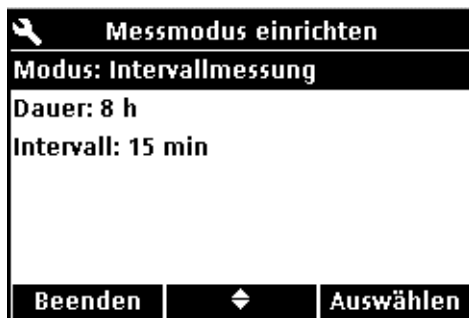 Messmodus einrichten
Modus: Intervallmessung
Dauer: 8 h
Intervall: 15 min
Beenden Auswählen